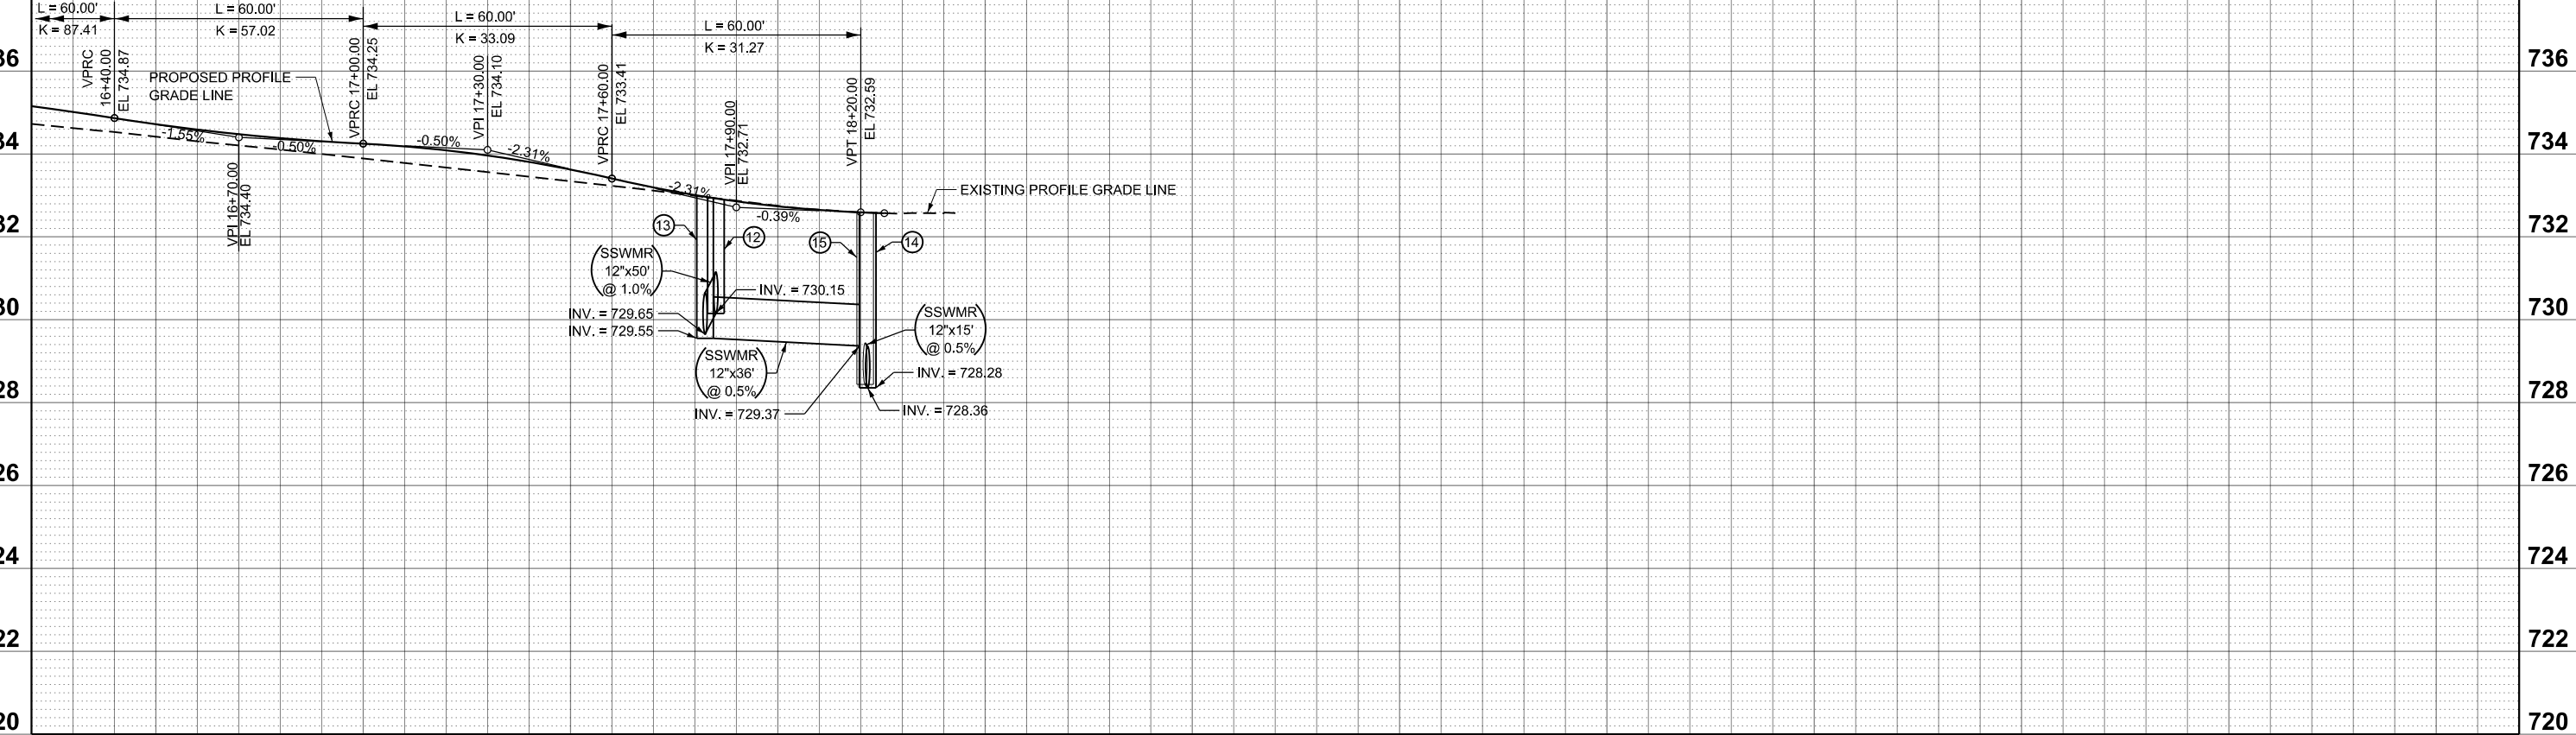 L = 60.00'
K = 87.41
L = 60.00'
K = 57.02
L = 60.00'
K = 33.09
L = 60.00'
K = 31.27
VPRC
16+40.00
EL 734.87
PROPOSED PROFILE
GRADE LINE
VPRC 17+00.00
EL 734.25
VPI 17+30.00
EL 734.10
VPRC 17+60.00
EL 733.41
VPI 17+90.00
EL 732.71
VPT 18+20.00
EL 732.59
-1.55%
-0.50%
-0.50%
-2.31%
-2.31%
-0.39%
VPI 16+70.00
EL 734.40
EXISTING PROFILE GRADE LINE
13
12
15
14
SSWMR
12"x50'
@ 1.0%
INV. = 730.15
INV. = 729.65
INV. = 729.55
SSWMR
12"x15'
@ 0.5%
SSWMR
12"x36'
@ 0.5%
INV. = 728.28
INV. = 729.37
INV. = 728.36
36
34
32
30
28
26
24
22
20
736
734
732
730
728
726
724
722
720